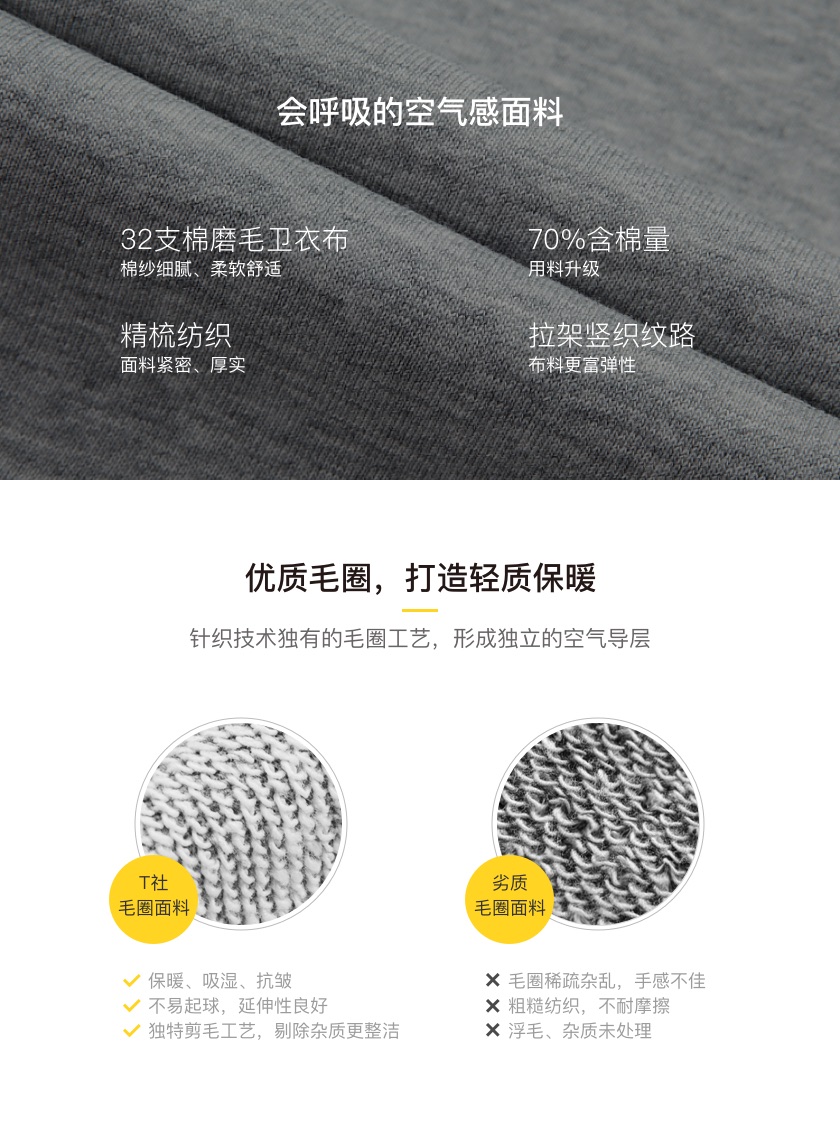 会呼吸的空气感面料
32支棉磨毛卫衣布
棉纱细腻、柔软舒适
70%含棉量
用料升级
精梳纺织
面料紧密、厚实
拉架竖织纹路
布料更富弹性
优质毛圈，打造轻质保暖
针织技术独有的毛圈工艺，形成独立的空气导层
T社
毛圈面料
劣质
毛圈面料
保暖、吸湿、抗皱
不易起球，延伸性良好
独特剪毛工艺，剔除杂质更整洁
毛圈稀疏杂乱，手感不佳
粗糙纺织，不耐摩擦
浮毛、杂质未处理